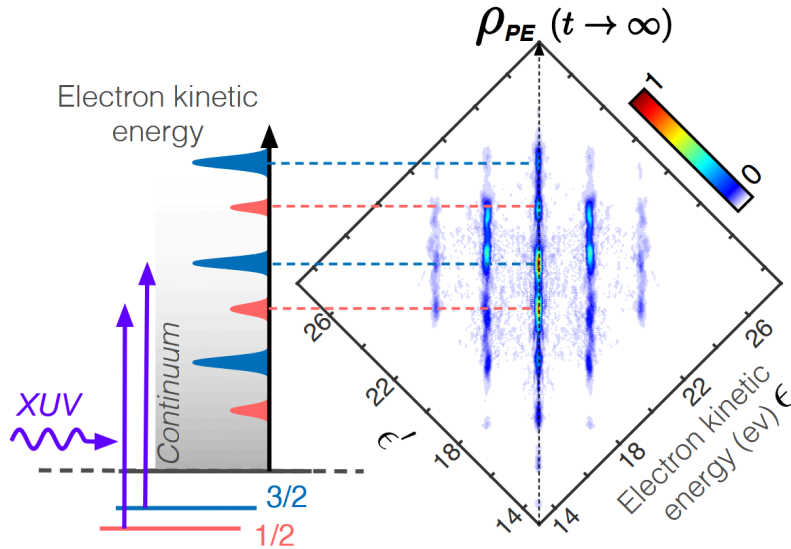 ρPE (t → ∞)
Electron kinetic
energy
1
0
Continuum
XUV
3/2
1/2
26
22
18
14
ϵ'
14
18
22
26
Electron kinetic
energy (ev) ϵ